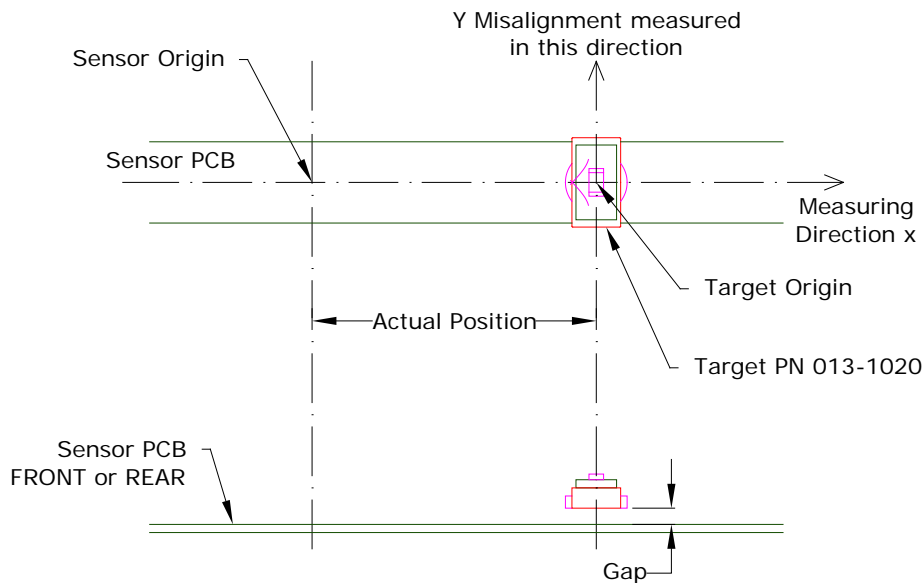 Y Misalignment measured
in this direction
Sensor Origin
Sensor PCB
Measuring
Direction x
Target Origin
Actual Position
Target PN 013-1020
Sensor PCB
FRONT or REAR
Gap